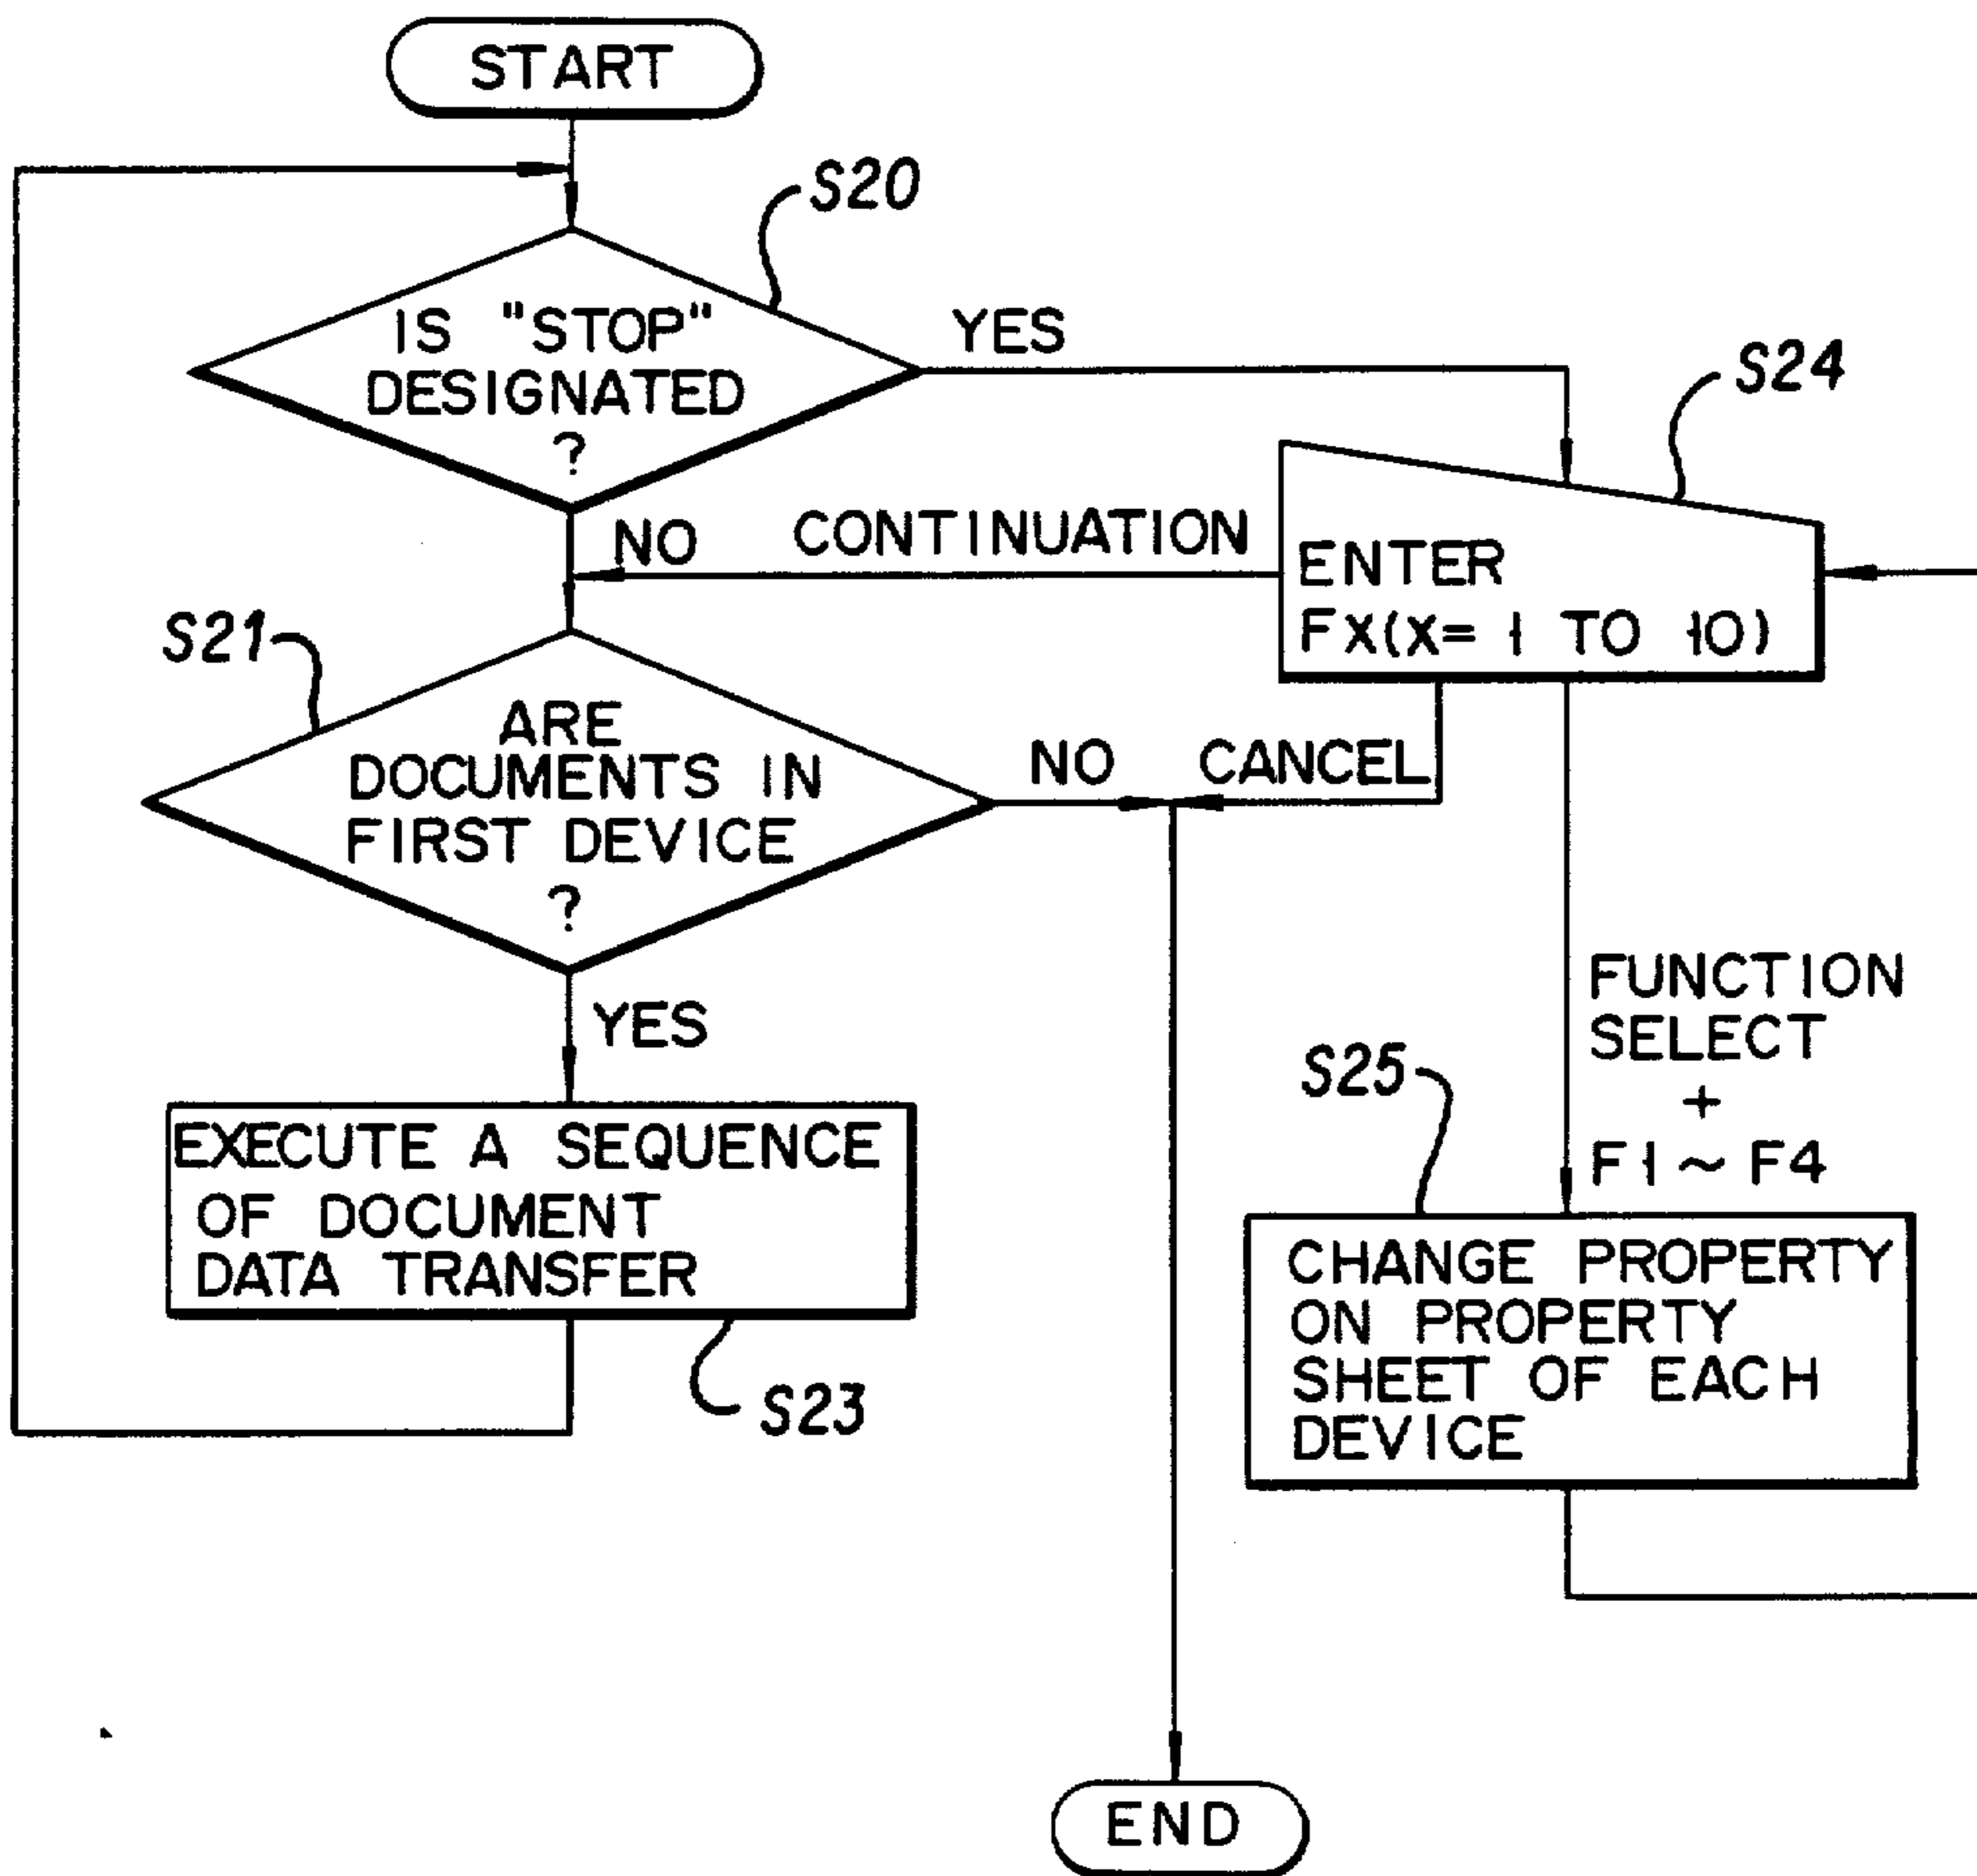 START
S20
IS "STOP"
DESIGNATED
?
YES
S24
NO
CONTINUATION
ENTER
FX(X= 1 TO 10)
S21
ARE
DOCUMENTS IN
FIRST DEVICE
?
NO
CANCEL
YES
FUNCTION
SELECT
+
F1 ~ F4
S25
EXECUTE A SEQUENCE
OF DOCUMENT
DATA TRANSFER
S23
CHANGE PROPERTY
ON PROPERTY
SHEET OF EACH
DEVICE
END